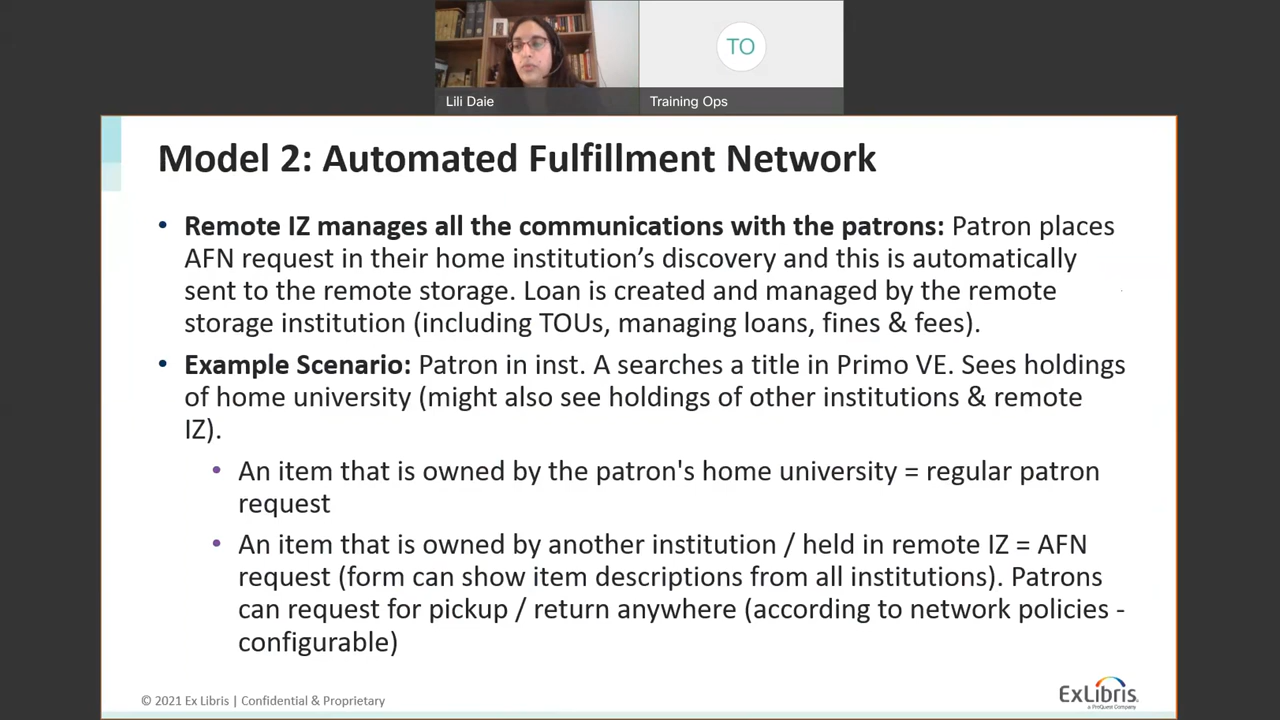 TO
Lili Daie
Training Ops
Model 2: Automated Fulfillment Network
• Remote IZ manages all the communications with the patrons: Patron places
AFN request in their home institution’s discovery and this is automatically
sent to the remote storage. Loan is created and managed by the remote
storage institution (including TOUs, managing loans, fines & fees).
• Example Scenario: Patron in inst. A searches a title in Primo VE. Sees holdings
of home university (might also see holdings of other institutions & remote
IZ).
• An item that is owned by the patron's home university = regular patron
request
• An item that is owned by another institution / held in remote IZ = AFN
request (form can show item descriptions from all institutions). Patrons
can request for pickup / return anywhere (according to network policies -
configurable)
© 2021 Ex Libris | Confidential & Proprietary
ExLibris
a ProQuest Company